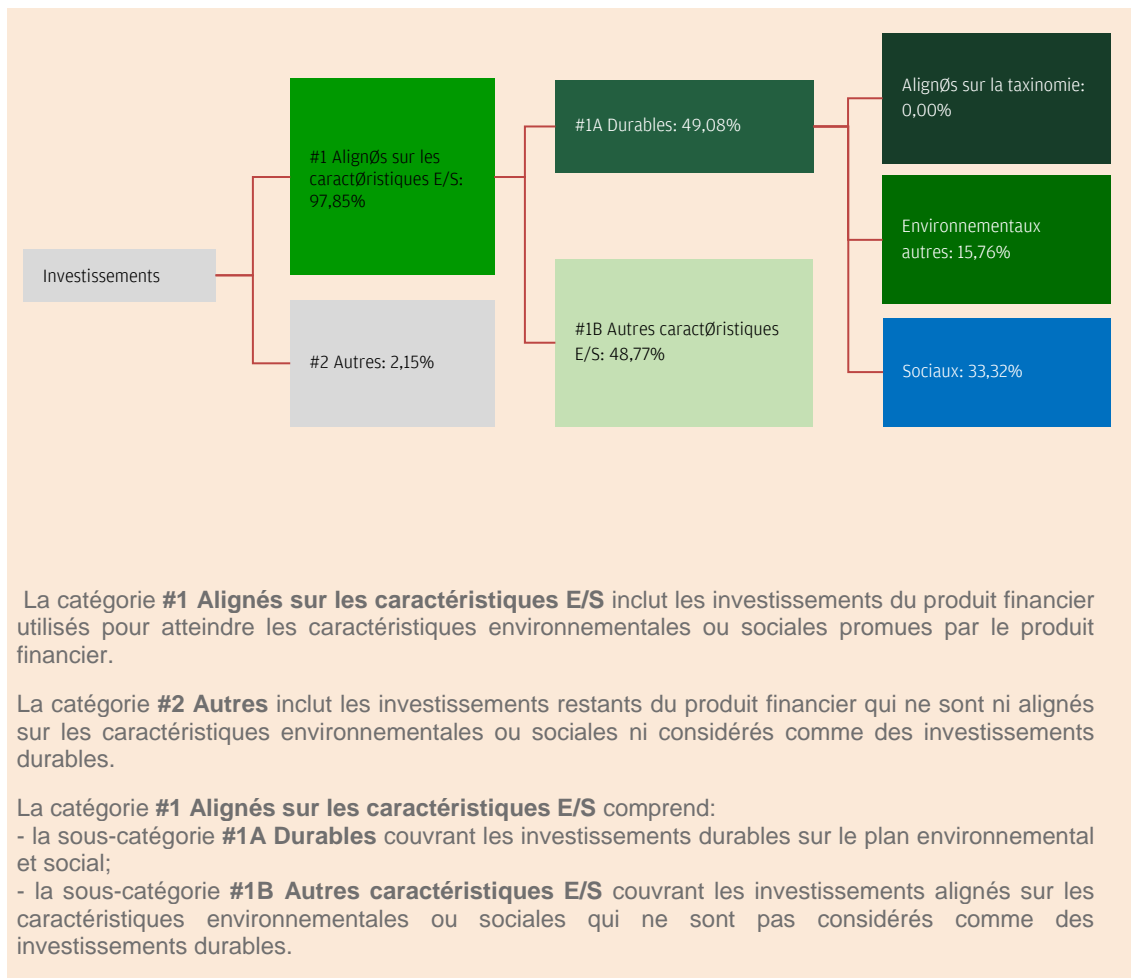 Investissements
#1 AlignØs sur les
caractØristiques E/S:
97,85%
#2 Autres: 2,15%
#1A Durables: 49,08%
#1B Autres caractØristiques
E/S: 48,77%
AlignØs sur la taxinomie:
0,00%
Environnementaux
autres: 15,76%
Sociaux: 33,32%
La catégorie #1 Alignés sur les caractéristiques E/S inclut les investissements du produit financier
utilisés pour atteindre les caractéristiques environnementales ou sociales promues par le produit
financier.
La catégorie #2 Autres inclut les investissements restants du produit financier qui ne sont ni alignés
sur les caractéristiques environnementales ou sociales ni considérés comme des investissements
durables.
La catégorie #1 Alignés sur les caractéristiques E/S comprend:
- la sous-catégorie #1A Durables couvrant les investissements durables sur le plan environnemental
et social;
- la sous-catégorie #1B Autres caractéristiques E/S couvrant les investissements alignés sur les
caractéristiques environnementales ou sociales qui ne sont pas considérés comme des
investissements durables.